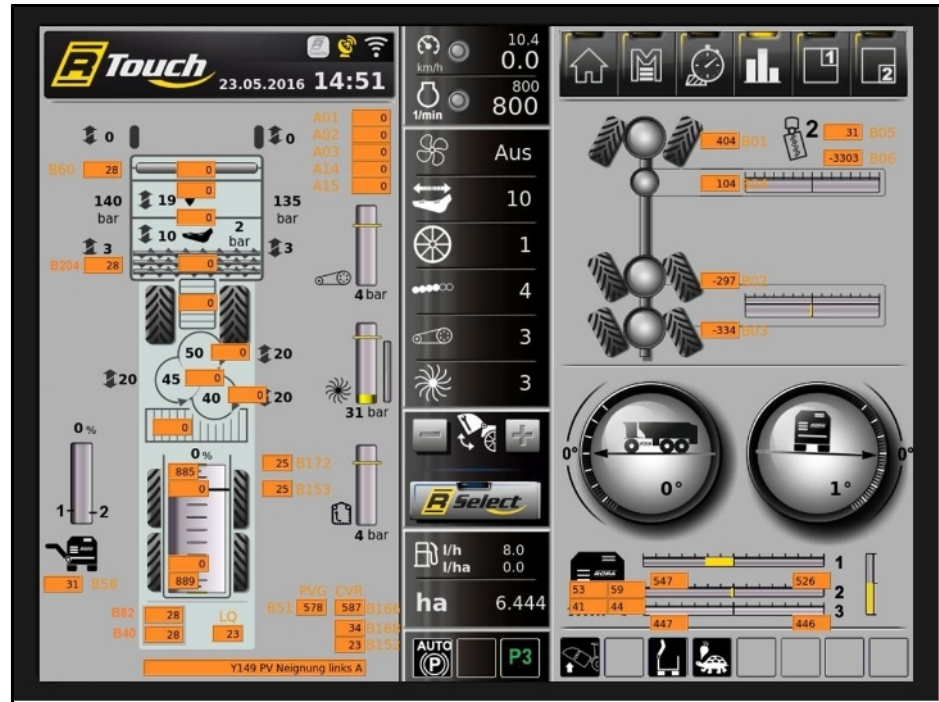 R Touch
23.05.2016 14:51
A01 0
A02 0
A03 0
A14 0
A15 0
0 0
B60 28 0
0
140 bar
19
135 bar
0
10
2 bar
3 3
B204 28 0
4 bar
0
50 0 20
20 45 0
40 0 20
31 bar
0
0 %
0 %
885
0
25 B172
25 B153
1 2
4 bar
0
889
31 B58
PVG CVR
B51 578 587 B166
34 B168
23 B152
B82 28
LQ
B40 28 23
Y149 PV Neignung links A
km/h 10.4
0.0
1/min 800
800
Aus
10
1
4
3
3
R Select
l/h 8.0
l/ha 0.0
ha 6.444
AUTO
(P)
P3
1
2
404 B01
2
31 B05
-3303 B06
104
-297 B02
-334 B03
0° 0°
0° 1°
ROPA
1
547 526
53 59
2
41 44
3
447 446